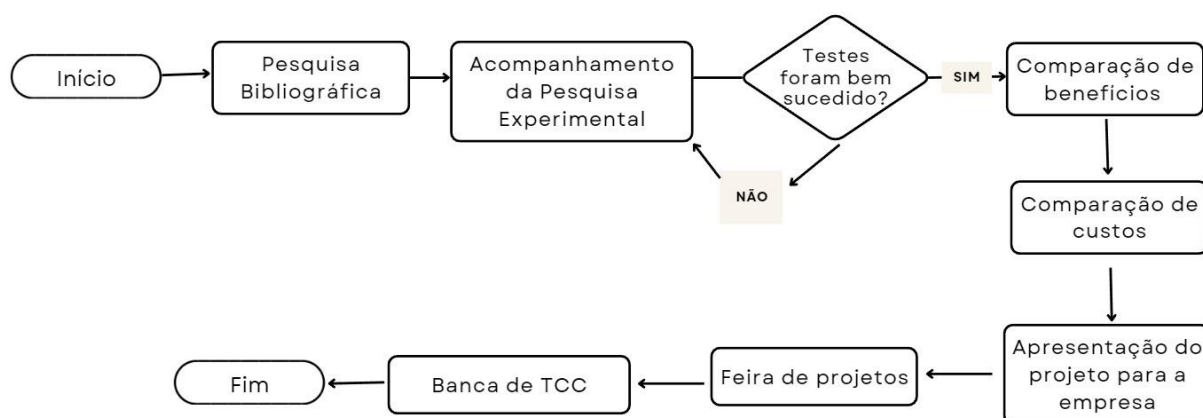 Início
Pesquisa
Bibliográfica
Acompanhamento
da Pesquisa
Experimental
Testes
foram bem
sucedido?
SIM
NÃO
Comparação de
benefícios
Comparação de
custos
Apresentação do
projeto para a
empresa
Feira de projetos
Banca de TCC
Fim